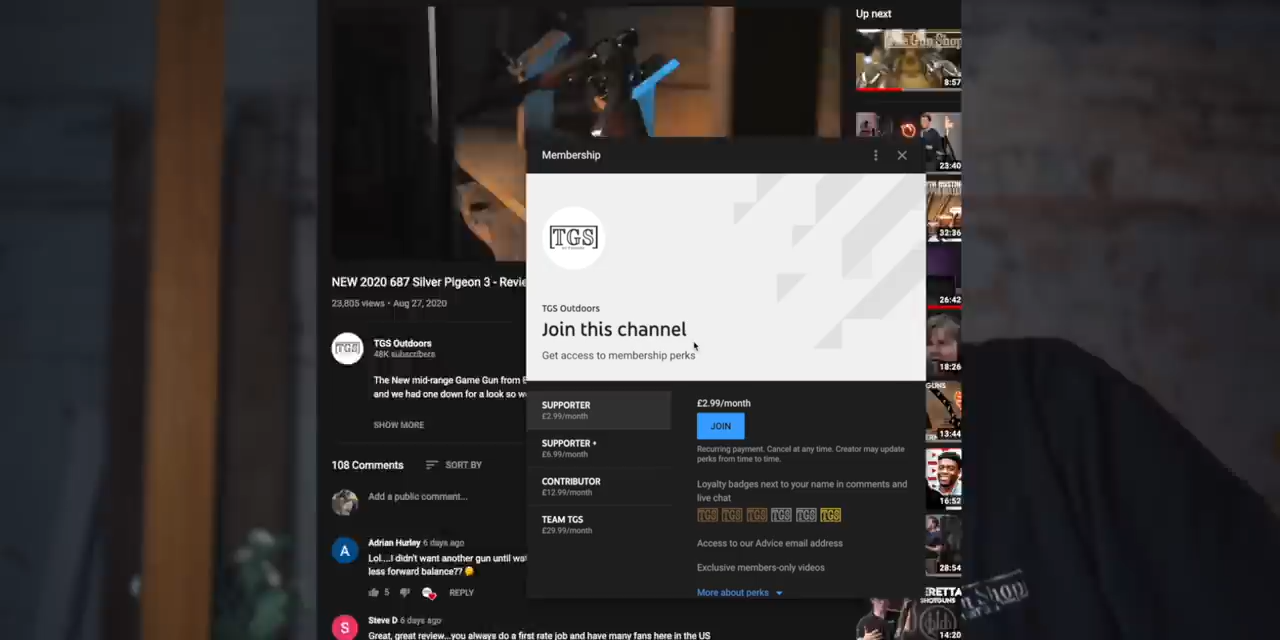 Up next
Gun Shop
8:57
23:40
32:36
26:42
18:26
GUNS
13:44
16:52
28:54
14:20
Membership
TGS
TGS Outdoors
Join this channel
Get access to membership perks
NEW 2020 687 Silver Pigeon 3 - Revie
23,805 views • Aug 27, 2020
TGS
TGS Outdoors
48K subscribers
The New mid-range Game Gun from
and we had one down for a look so w
SHOW MORE
108 Comments
SORT BY
Add a public comment...
A
Adrian Hurley 6 days ago
Lol....I didn't want another gun until
less forward balance??
5
REPLY
S
Steve D 6 days ago
Great, great review...you always do a first rate job and have many fans here in the US
SUPPORTER
£2.99/month
SUPPORTER +
£6.99/month
CONTRIBUTOR
£12.99/month
TEAM TGS
£29.99/month
£2.99/month
JOIN
Recurring payment. Cancel at any time. Creator may update
perks from time to time.
Loyalty badges next to your name in comments and
live chat
TGS TGS TGS TGS TGS TGS
Access to our Advice email address
Exclusive members-only videos
More about perks
SHOTGUNS
n Shop